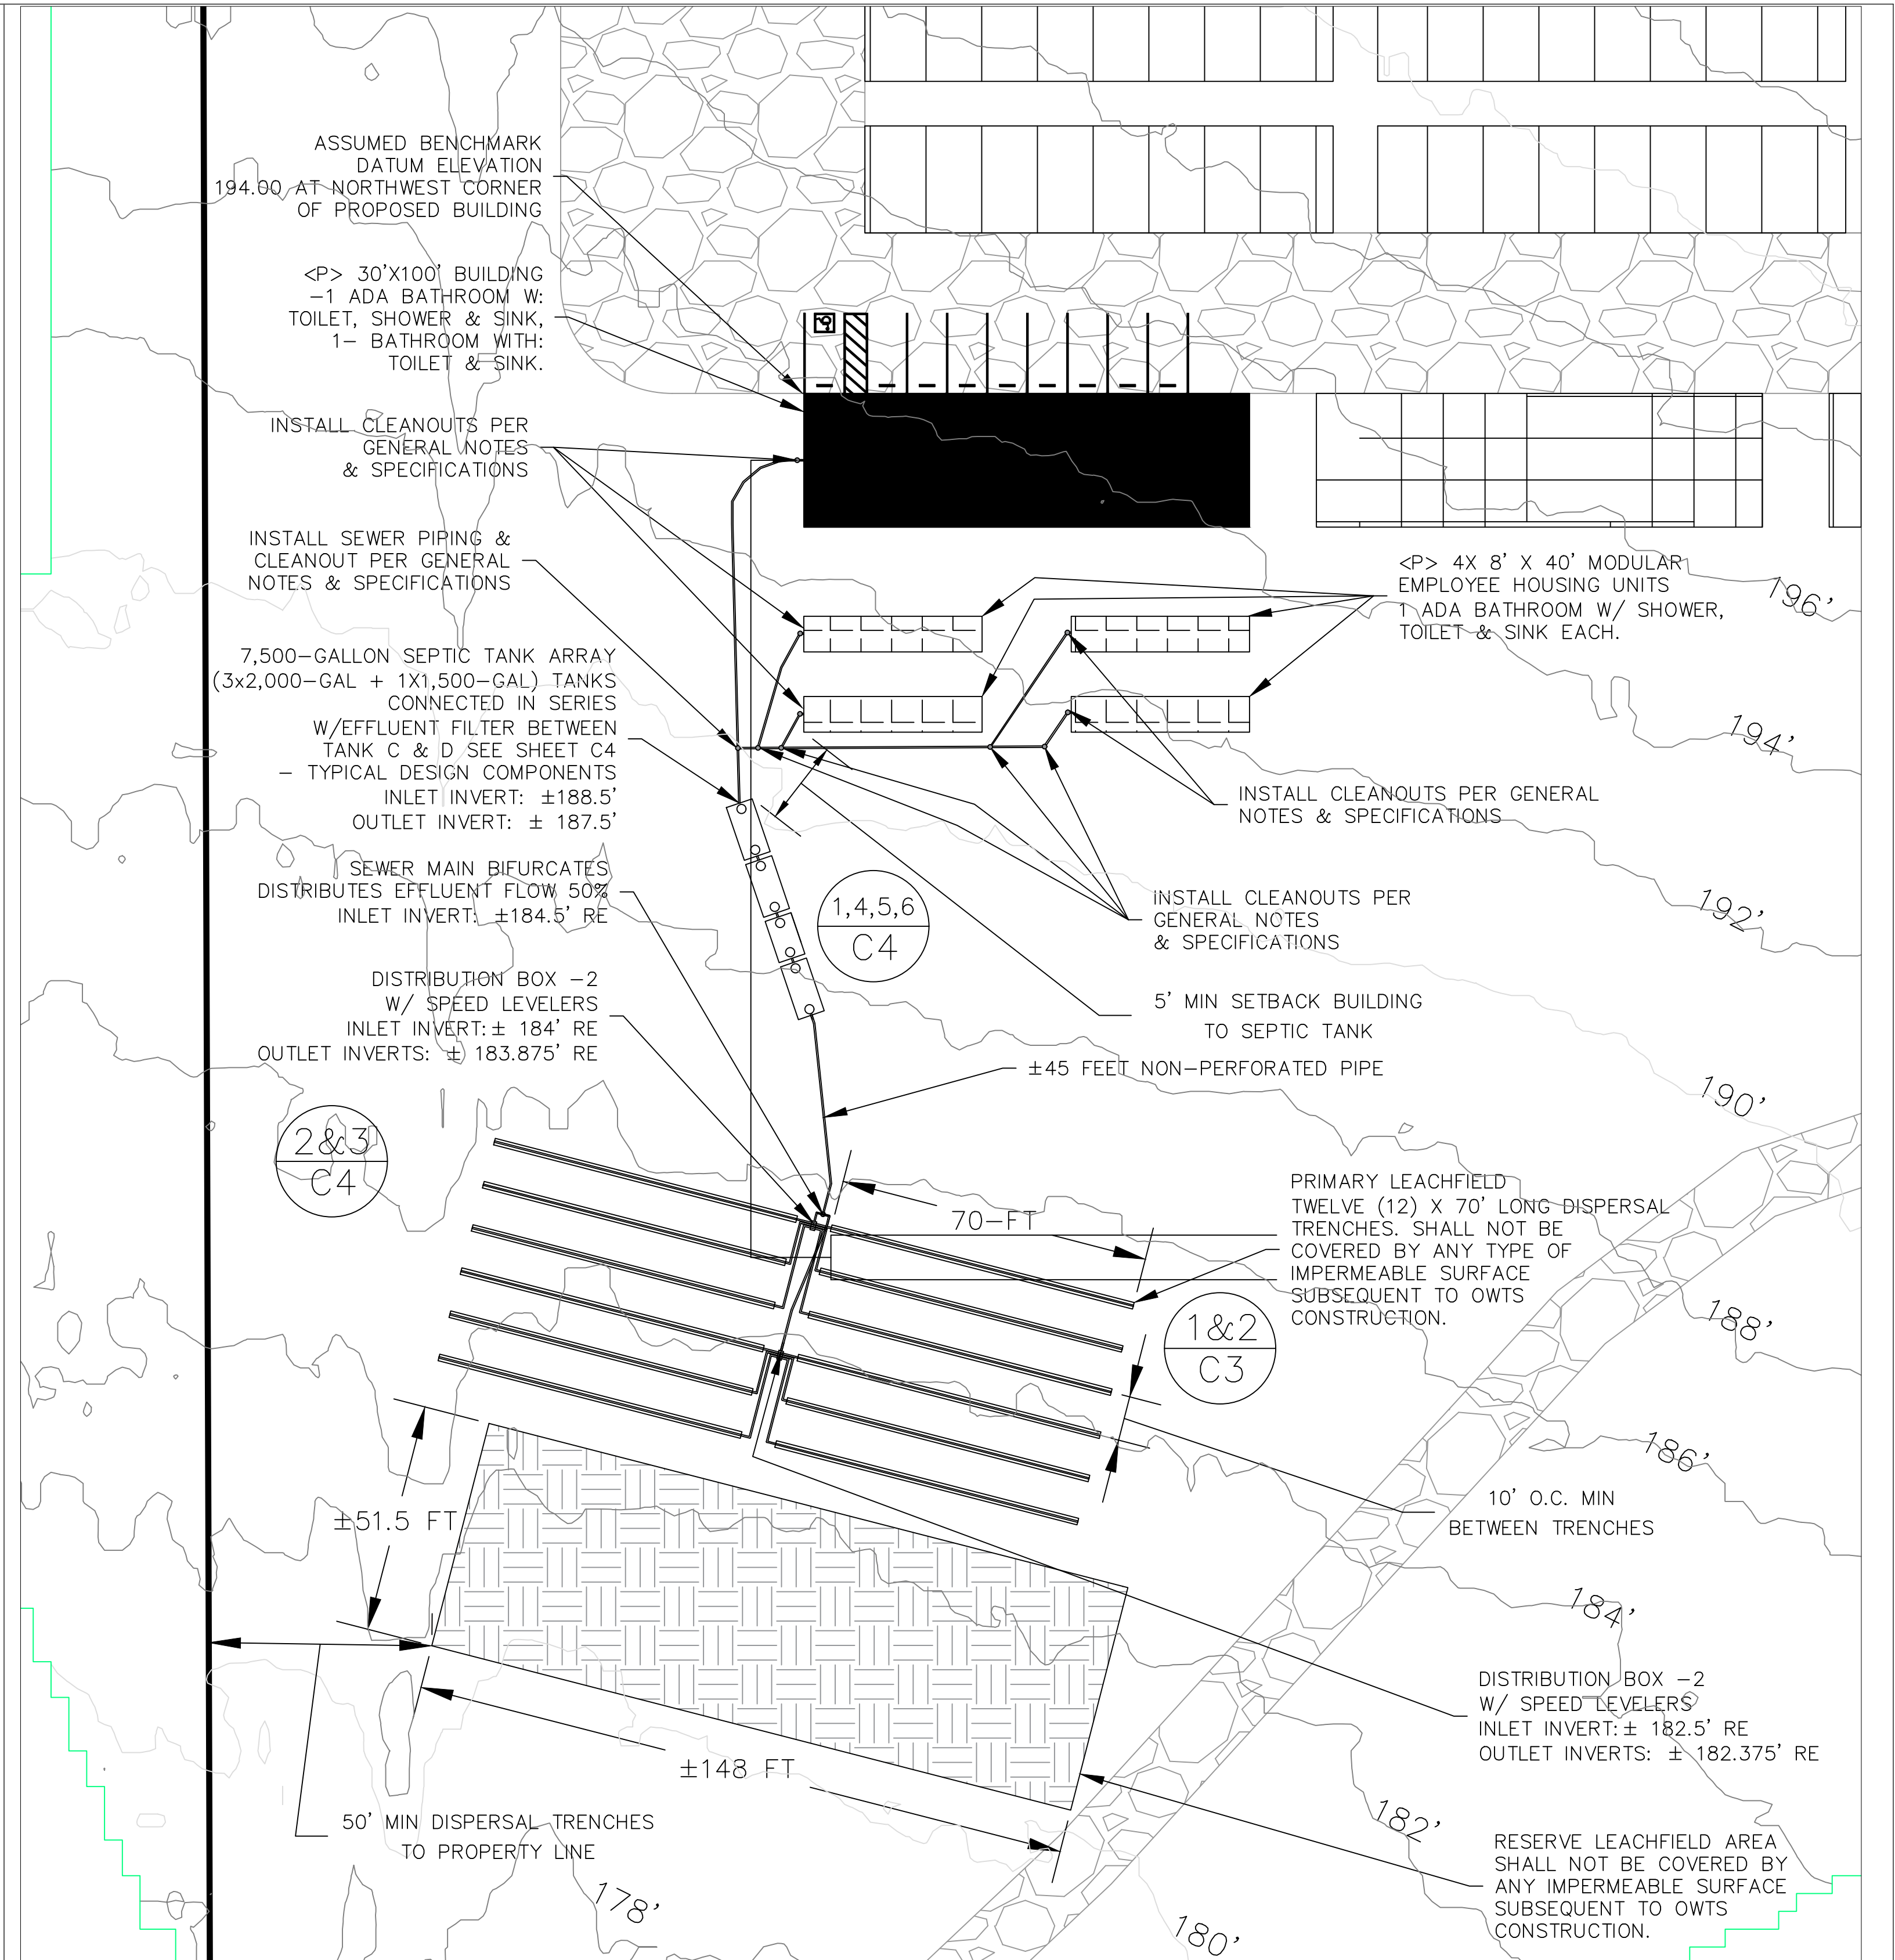 ASSUMED BENCHMARK
DATUM ELEVATION
194.00 AT NORTHWEST CORNER
OF PROPOSED BUILDING
<P> 30'X100' BUILDING
-1 ADA BATHROOM W:
TOILET, SHOWER & SINK,
1- BATHROOM WITH:
TOILET & SINK.
INSTALL CLEANOUTS PER
GENERAL NOTES
& SPECIFICATIONS
INSTALL SEWER PIPING &
CLEANOUT PER GENERAL
NOTES & SPECIFICATIONS
<P> 4X 8' X 40' MODULAR
EMPLOYEE HOUSING UNITS
1 ADA BATHROOM W/ SHOWER,
TOILET & SINK EACH.
196'
7,500-GALLON SEPTIC TANK ARRAY
(3x2,000-GAL + 1X1,500-GAL) TANKS
CONNECTED IN SERIES
W/EFFLUENT FILTER BETWEEN
TANK C & D SEE SHEET C4
- TYPICAL DESIGN COMPONENTS
INLET INVERT: ±188.5'
OUTLET INVERT: ± 187.5'
194'
INSTALL CLEANOUTS PER GENERAL
NOTES & SPECIFICATIONS
SEWER MAIN BIFURCATES
DISTRIBUTES EFFLUENT FLOW 50%
INLET INVERT: ±184.5' RE
1,4,5,6
C4
INSTALL CLEANOUTS PER
GENERAL NOTES
& SPECIFICATIONS
192'
DISTRIBUTION BOX -2
W/ SPEED LEVELERS
INLET INVERT:± 184' RE
OUTLET INVERTS: ± 183.875' RE
5' MIN SETBACK BUILDING
TO SEPTIC TANK
±45 FEET NON-PERFORATED PIPE
190'
2&3
C4
70-FT
PRIMARY LEACHFIELD
TWELVE (12) X 70' LONG DISPERSAL
TRENCHES. SHALL NOT BE
COVERED BY ANY TYPE OF
IMPERMEABLE SURFACE
SUBSEQUENT TO OWTS
CONSTRUCTION.
188'
1&2
C3
186'
10' O.C. MIN
BETWEEN TRENCHES
±51.5 FT
184'
DISTRIBUTION BOX -2
W/ SPEED LEVELERS
INLET INVERT:± 182.5' RE
OUTLET INVERTS: ± 182.375' RE
±148 FT
50' MIN DISPERSAL TRENCHES
TO PROPERTY LINE
182'
RESERVE LEACHFIELD AREA
SHALL NOT BE COVERED BY
ANY IMPERMEABLE SURFACE
SUBSEQUENT TO OWTS
CONSTRUCTION.
178'
180'